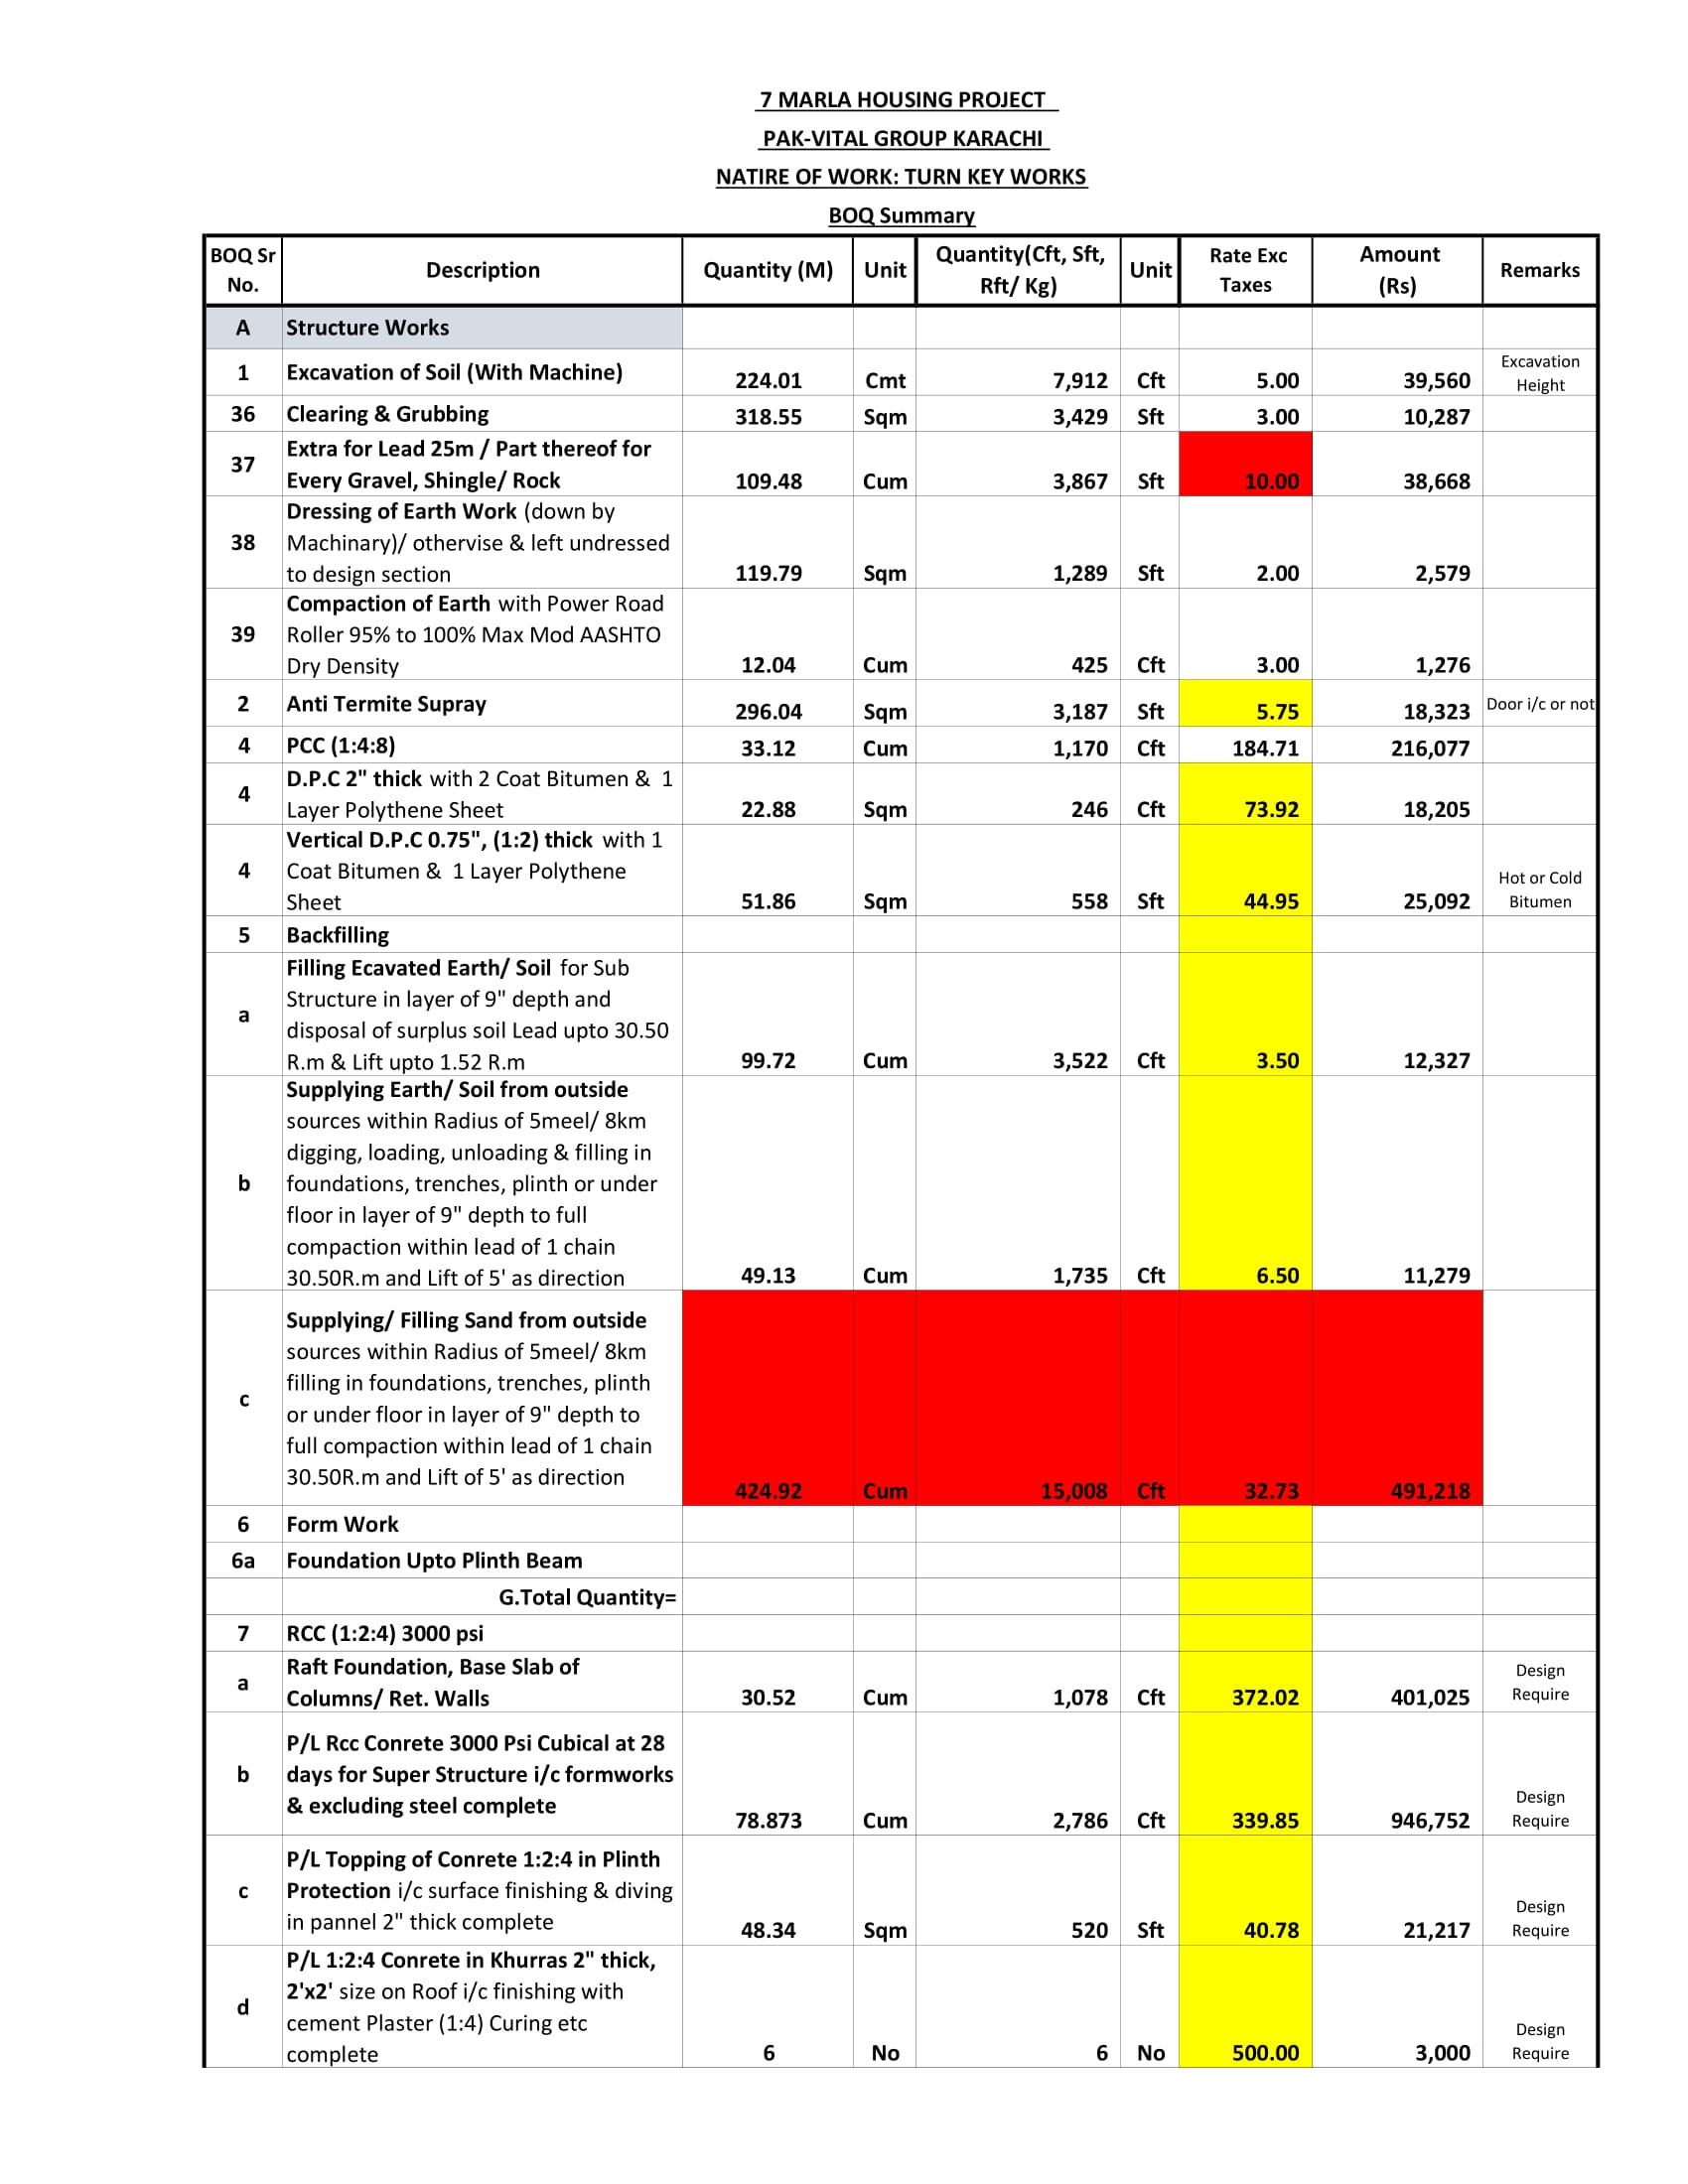 7 MARLA HOUSING PROJECT
PAK-VITAL GROUP KARACHI
NATIRE OF WORK: TURN KEY WORKS
BOQ Summary
BOQ Sr No. Description Quantity (M) Unit Quantity(Cft, Sft, Rft/ Kg) Unit Rate Exc Taxes Amount (Rs) Remarks
A Structure Works
1 Excavation of Soil (With Machine) 224.01 Cmt 7,912 Cft 5.00 39,560 Excavation Height
36 Clearing & Grubbing 318.55 Sqm 3,429 Sft 3.00 10,287
37 Extra for Lead 25m / Part thereof for
Every Gravel, Shingle/ Rock 109.48 Cum 3,867 Sft 10.00 38,668
38 Dressing of Earth Work (down by
Machinary)/ othervise & left undressed
to design section 119.79 Sqm 1,289 Sft 2.00 2,579
39 Compaction of Earth with Power Road
Roller 95% to 100% Max Mod AASHTO
Dry Density 12.04 Cum 425 Cft 3.00 1,276
2 Anti Termite Supray 296.04 Sqm 3,187 Sft 5.75 18,323 Door i/c or not
4 PCC (1:4:8) 33.12 Cum 1,170 Cft 184.71 216,077
4 D.P.C 2" thick with 2 Coat Bitumen & 1
Layer Polythene Sheet 22.88 Sqm 246 Cft 73.92 18,205
4 Vertical D.P.C 0.75", (1:2) thick with 1
Coat Bitumen & 1 Layer Polythene
Sheet 51.86 Sqm 558 Sft 44.95 25,092 Hot or Cold Bitumen
5 Backfilling
a Filling Ecavated Earth/ Soil for Sub
Structure in layer of 9" depth and
disposal of surplus soil Lead upto 30.50
R.m & Lift upto 1.52 R.m 99.72 Cum 3,522 Cft 3.50 12,327
b Supplying Earth/ Soil from outside
sources within Radius of 5meel/ 8km
digging, loading, unloading & filling in
foundations, trenches, plinth or under
floor in layer of 9" depth to full
compaction within lead of 1 chain
30.50R.m and Lift of 5' as direction 49.13 Cum 1,735 Cft 6.50 11,279
c Supplying/ Filling Sand from outside
sources within Radius of 5meel/ 8km
filling in foundations, trenches, plinth
or under floor in layer of 9" depth to
full compaction within lead of 1 chain
30.50R.m and Lift of 5' as direction 424.92 Cum 15,008 Cft 32.73 491,218
6 Form Work
6a Foundation Upto Plinth Beam
G.Total Quantity=
7 RCC (1:2:4) 3000 psi
a Raft Foundation, Base Slab of
Columns/ Ret. Walls 30.52 Cum 1,078 Cft 372.02 401,025 Design Require
b P/L Rcc Conrete 3000 Psi Cubical at 28
days for Super Structure i/c formworks
& excluding steel complete 78.873 Cum 2,786 Cft 339.85 946,752 Design Require
c P/L Topping of Conrete 1:2:4 in Plinth
Protection i/c surface finishing & diving
in pannel 2" thick complete 48.34 Sqm 520 Sft 40.78 21,217 Design Require
d P/L 1:2:4 Conrete in Khurras 2" thick,
2'x2' size on Roof i/c finishing with
cement Plaster (1:4) Curing etc
complete 6 No 6 No 500.00 3,000 Design Require